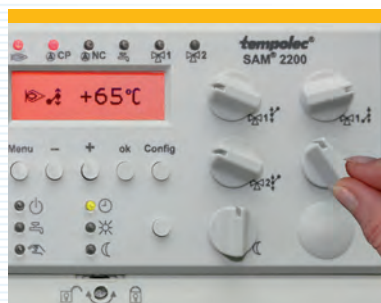 CP NC 1 2
tempolec®
SAM® 2200
+65°C
1 1
Menu - + ok Config
2